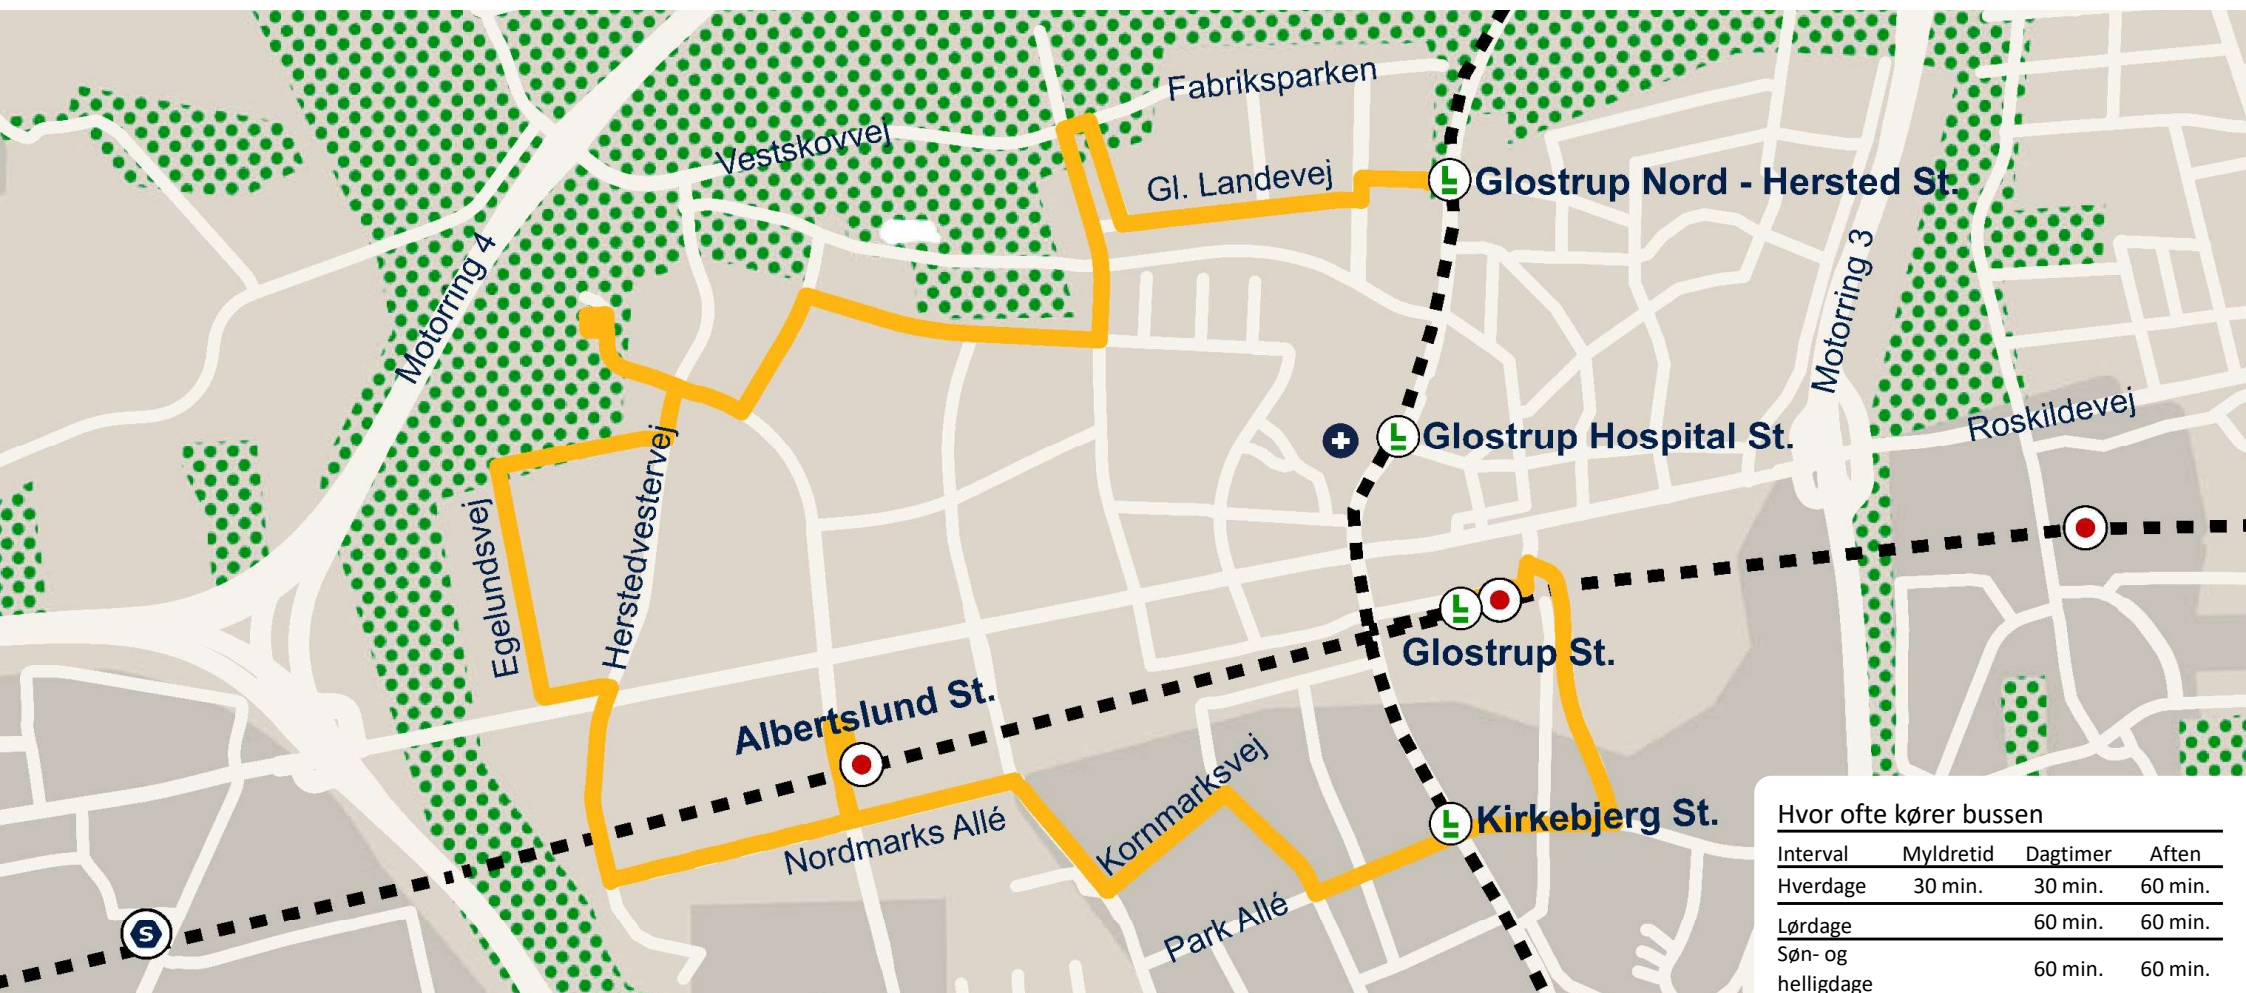 Fabriksparken
Vestskovvej
Gl. Landevej
Glostrup Nord - Hersted St.
Motorring 4
Motorring 3
Roskildevej
Glostrup Hospital St.
Herstedvestervej
Egelundsvej
Glostrup St.
Albertslund St.
Kornmarksvej
Nordmarks Allé
Kirkebjerg St.
Park Allé
S
Hvor ofte kører bussen
Interval Myldretid Dagtimer Aften
Hverdage 30 min. 30 min. 60 min.
Lørdage 60 min. 60 min.
Søn- og
helligdage 60 min. 60 min.